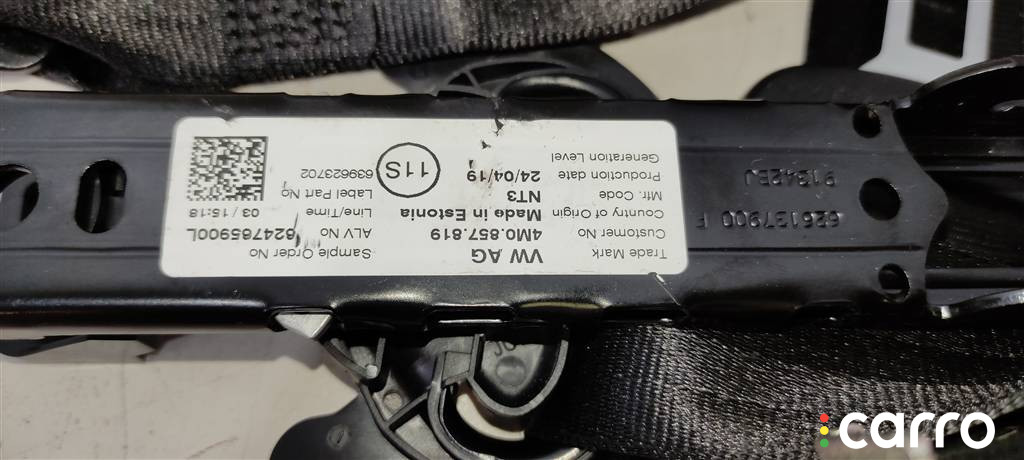 Trade Mark VW AG Sample Order No
Customer No 4M0.857.819 ALV No 624765900L
Country of Origin Made in Estonia Line/Time 03 / 15:18
Mfr. Code NT3 Label Part No 639623702
Production date 24/04/19
Generation Level
11S
626137900 F
carro